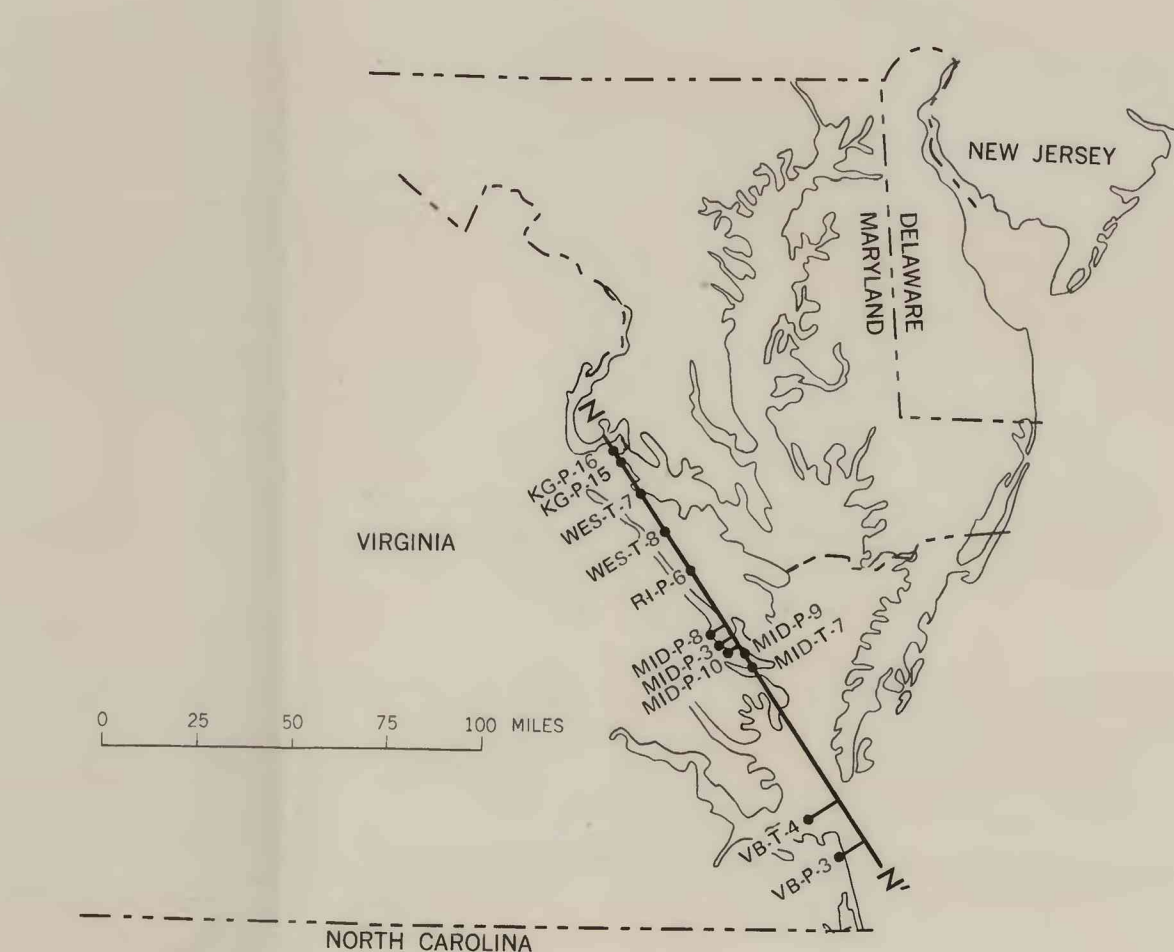 NEW JERSEY
DELAWARE
MARYLAND
N
KG-P-16
KG-P-15
WES-T-7
VIRGINIA
WES-T-8
RI-P-6
MID-P-9
MID-T-7
MID-P-8
MID-P-3
MID-P-10
0 25 50 75 100 MILES
VB-T-4
VB-P-3
N'
NORTH CAROLINA